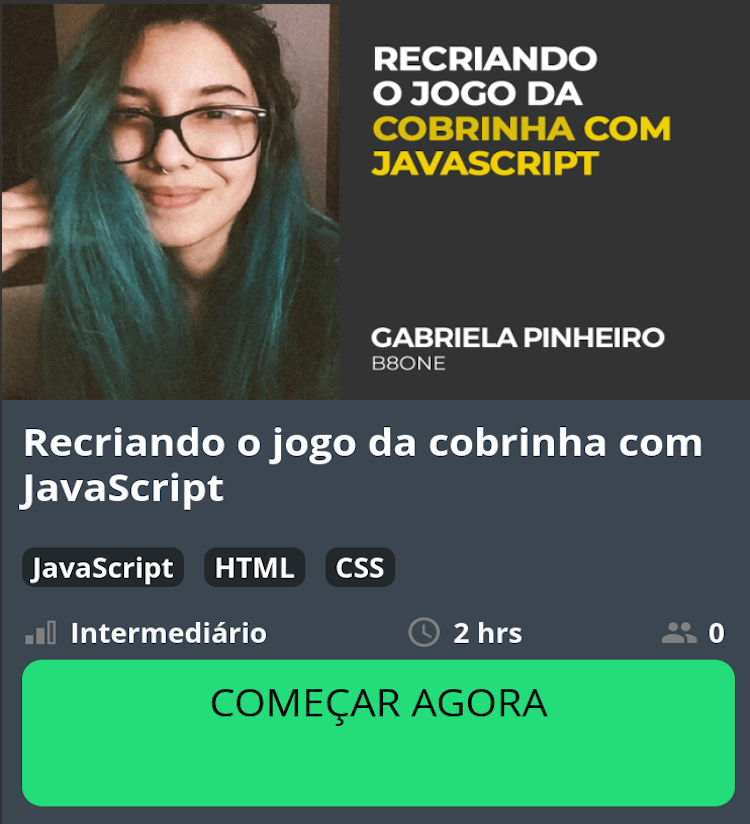 RECRIANDO
O JOGO DA
COBRINHA COM
JAVASCRIPT
GABRIELA PINHEIRO
B8ONE
Recriando o jogo da cobrinha com
JavaScript
JavaScript HTML CSS
Intermediário 2 hrs 0
COMEÇAR AGORA